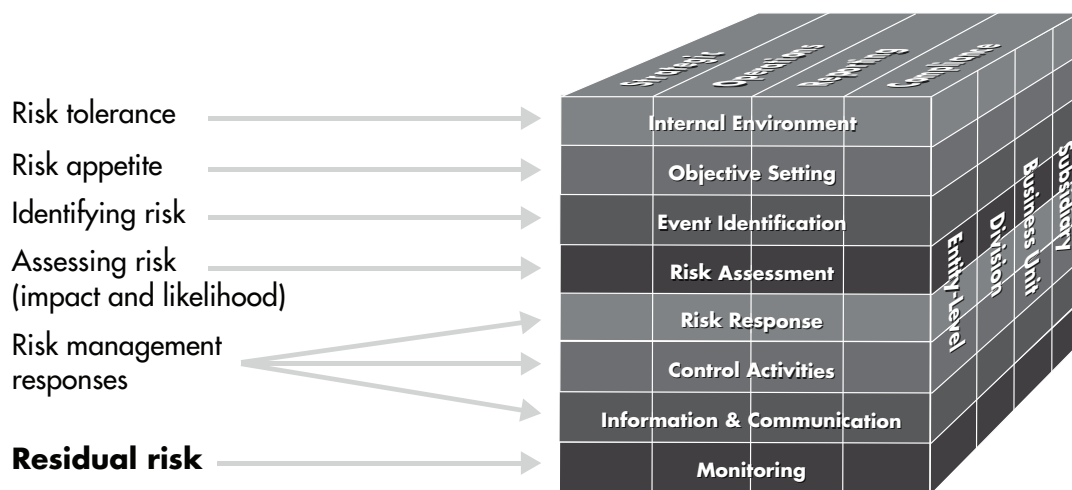 Strategic
Operations
Reporting
Compliance
Risk tolerance
Internal Environment
Risk appetite
Objective Setting
Identifying risk
Event Identification
Assessing risk
(impact and likelihood)
Risk Assessment
Risk management
responses
Risk Response
Control Activities
Information & Communication
Residual risk
Monitoring
Entity-Level
Division
Business Unit
Subsidiary